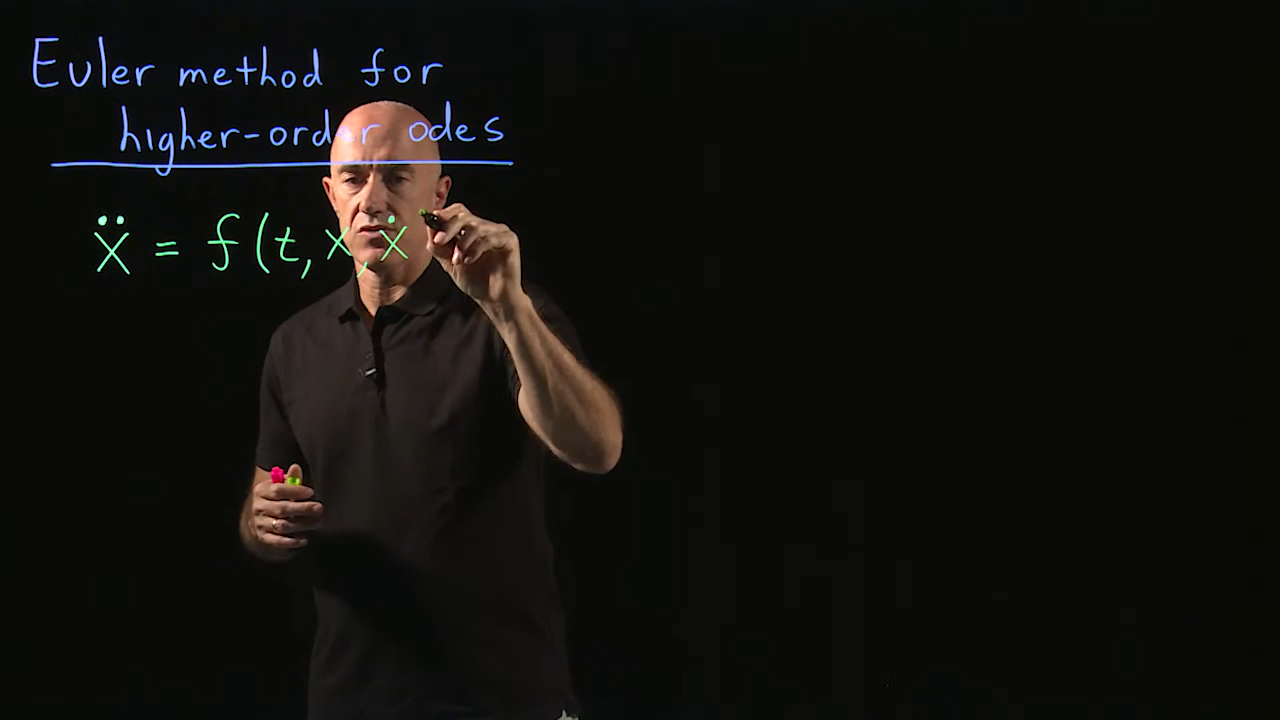 Euler method for
higher-order odes
ẍ = f(t, x, ẋ